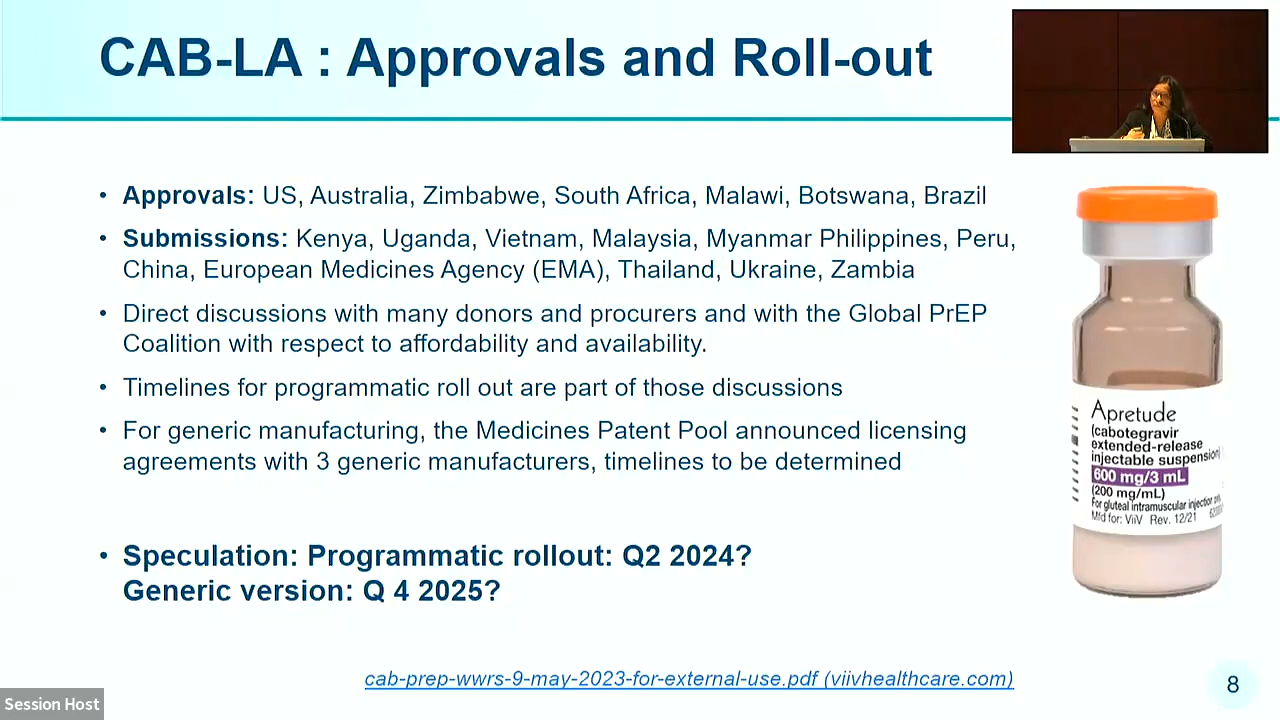 CAB-LA : Approvals and Roll-out
• Approvals: US, Australia, Zimbabwe, South Africa, Malawi, Botswana, Brazil
• Submissions: Kenya, Uganda, Vietnam, Malaysia, Myanmar Philippines, Peru,
China, European Medicines Agency (EMA), Thailand, Ukraine, Zambia
• Direct discussions with many donors and procurers and with the Global PrEP
Coalition with respect to affordability and availability.
• Timelines for programmatic roll out are part of those discussions
• For generic manufacturing, the Medicines Patent Pool announced licensing
agreements with 3 generic manufacturers, timelines to be determined
• Speculation: Programmatic rollout: Q2 2024?
Generic version: Q 4 2025?
Apretude
(cabotegravir
extended-release
injectable suspension)
600 mg/3 mL
(200 mg/mL)
For gluteal intramuscular injection only
Mfd for: ViiV Rev. 12/21
cab-prep-wwrs-9-may-2023-for-external-use.pdf (viivhealthcare.com)
8
Session Host